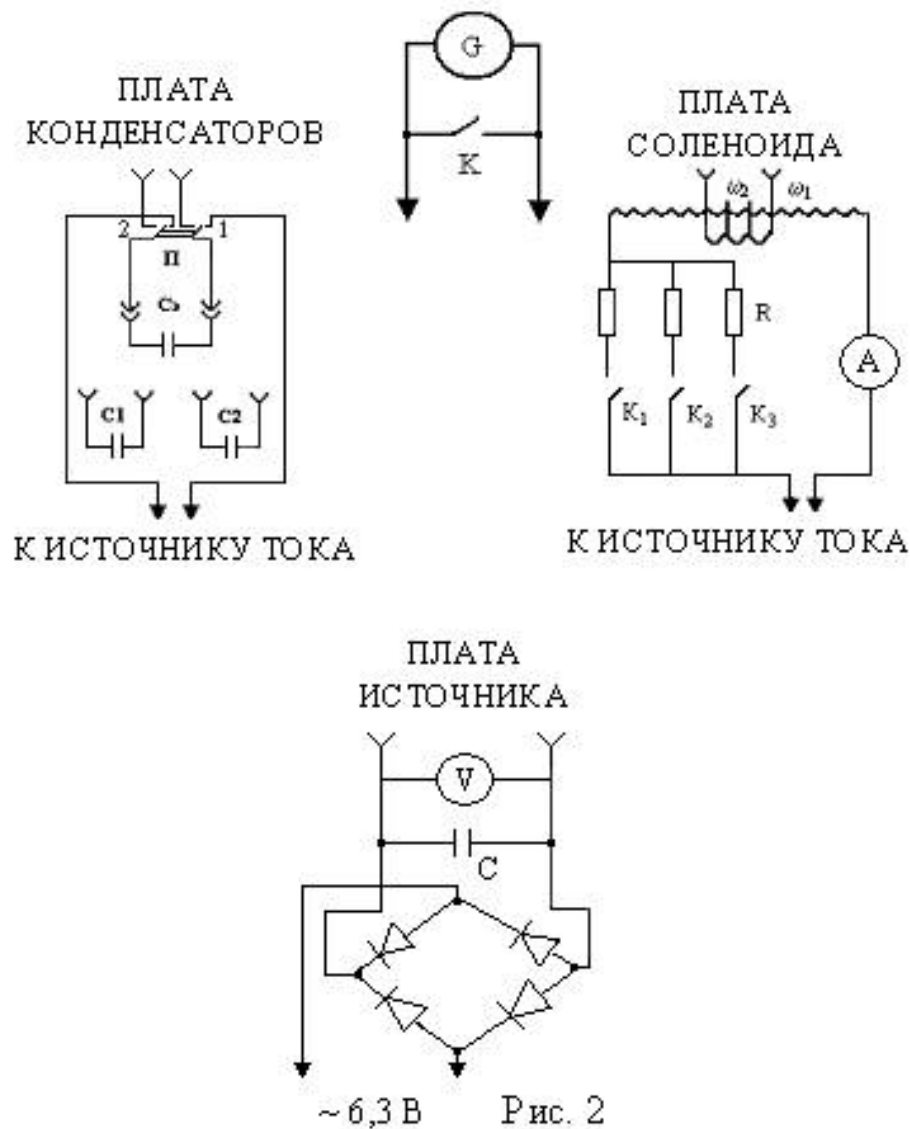 G
K
ПЛАТА
КОНДЕНСАТОРОВ
2
1
П
C
C1
C2
К ИСТОЧНИКУ ТОКА
ПЛАТА
СОЛЕНОИДА
ω₂
ω₁
R
A
K₁
K₂
K₃
К ИСТОЧНИКУ ТОКА
ПЛАТА
ИСТОЧНИКА
V
C
~ 6,3 В
Рис. 2